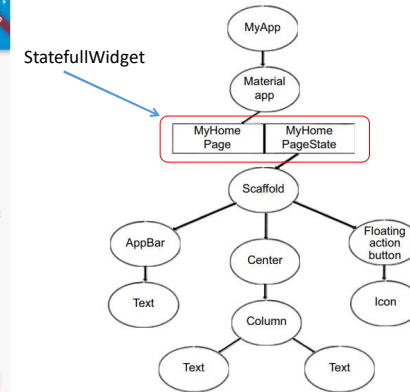 MyApp
StatefullWidget
Material
app
MyHome
Page
MyHome
PageState
Scaffold
AppBar
Center
Floating
action
button
Text
Icon
Column
Text
Text